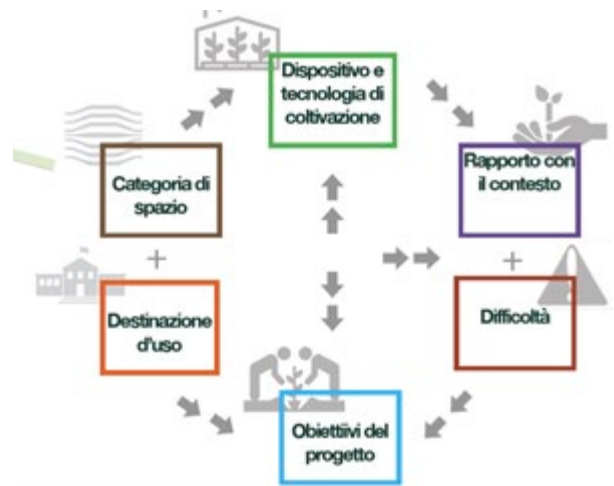 Dispositivo e
tecnologia di
coltivazione
Categoria di
spazio
Rapporto con
il contesto
+
+
Destinazione
d'uso
Difficoltà
Obiettivi del
progetto